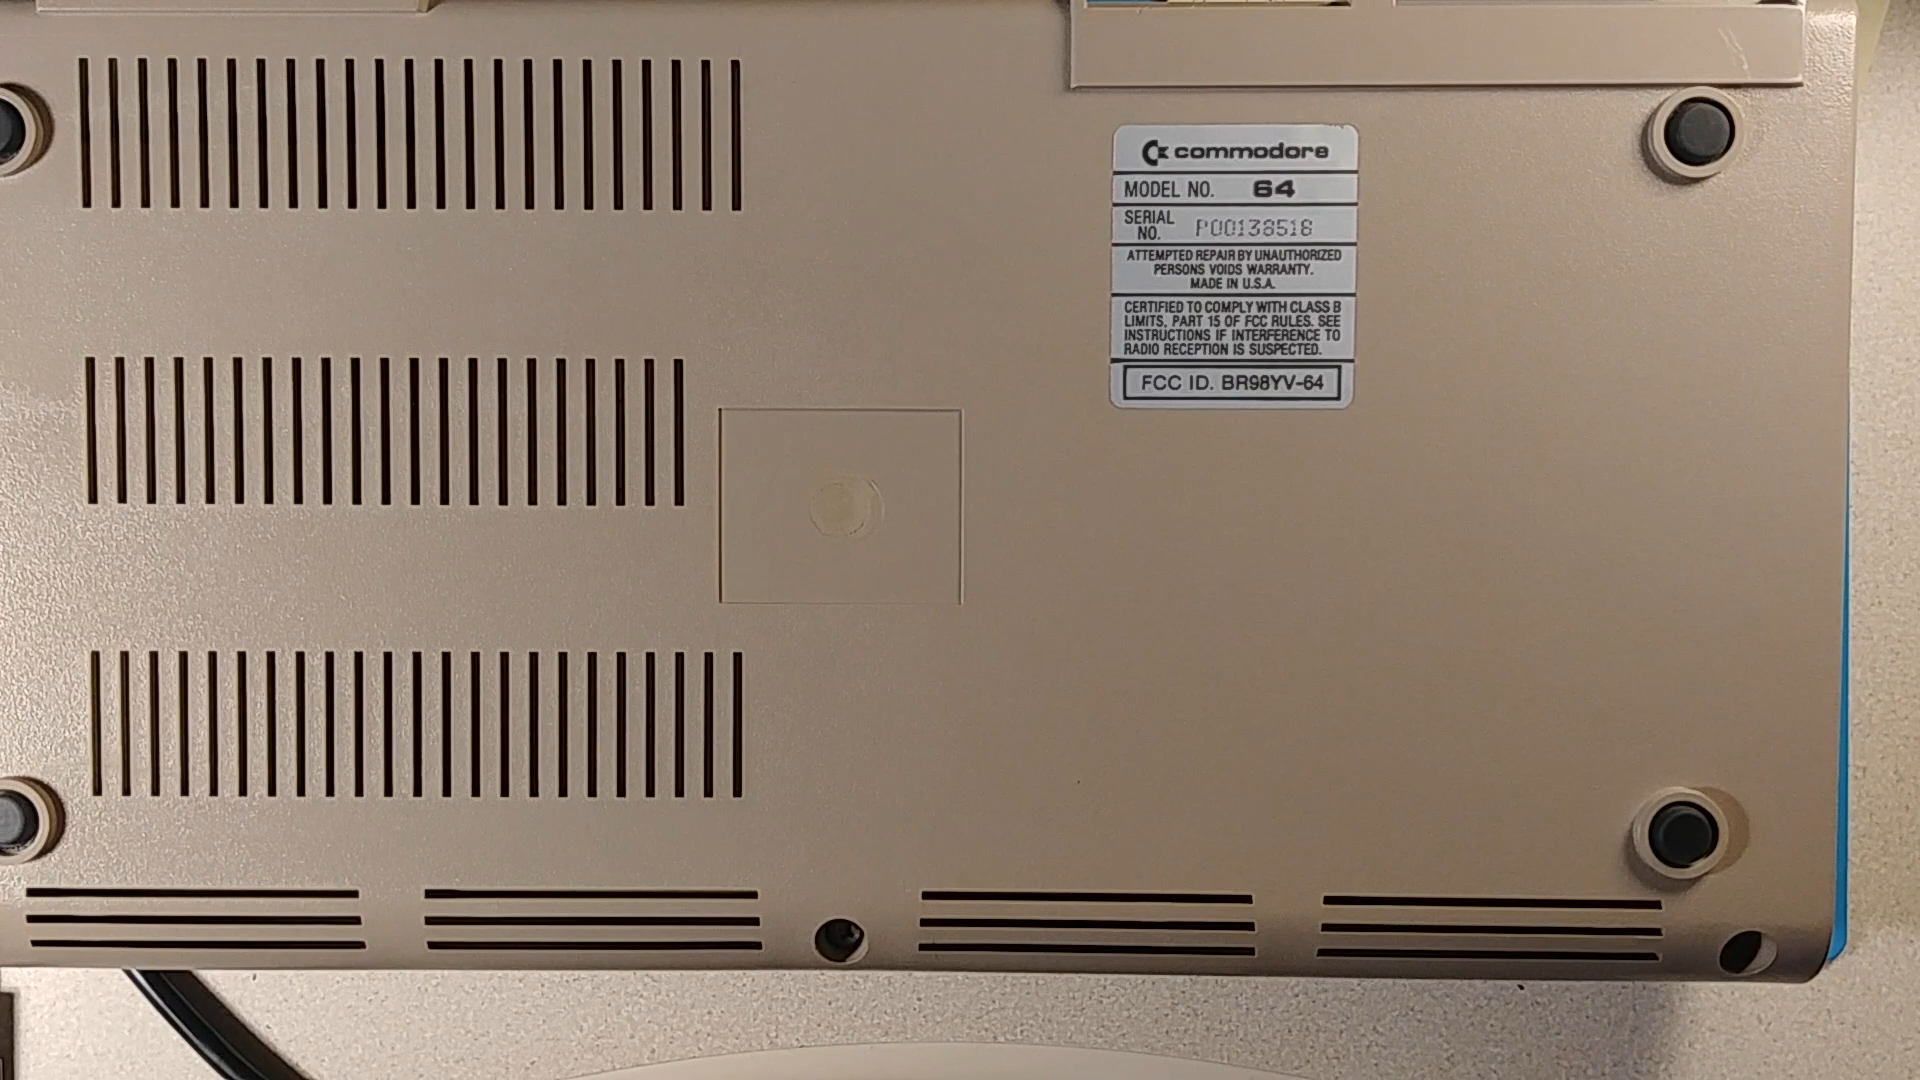 commodore
MODEL NO. 64
SERIAL NO. P00138518
ATTEMPTED REPAIR BY UNAUTHORIZED
PERSONS VOIDS WARRANTY.
MADE IN U.S.A.
CERTIFIED TO COMPLY WITH CLASS B
LIMITS, PART 15 OF FCC RULES. SEE
INSTRUCTIONS IF INTERFERENCE TO
RADIO RECEPTION IS SUSPECTED.
FCC ID. BR98YV-64